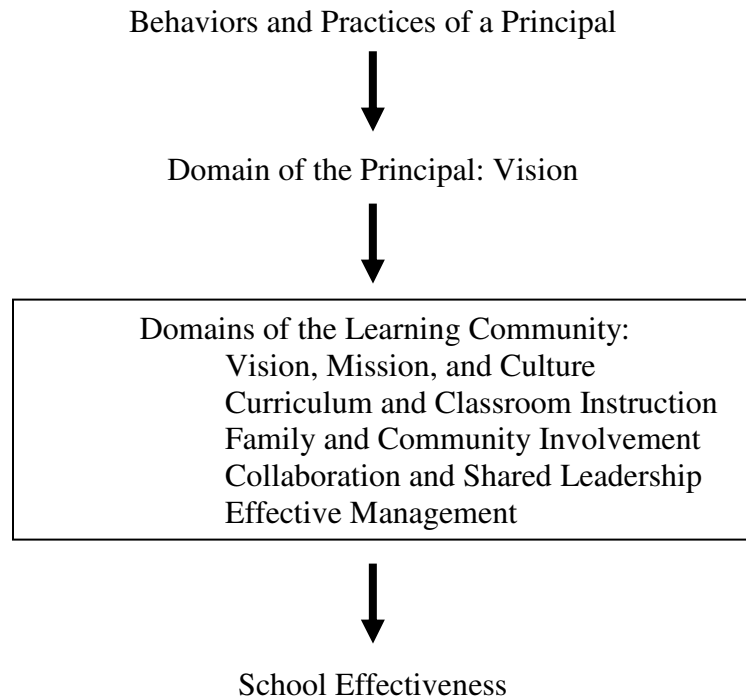 Behaviors and Practices of a Principal
Domain of the Principal: Vision
Domains of the Learning Community:
Vision, Mission, and Culture
Curriculum and Classroom Instruction
Family and Community Involvement
Collaboration and Shared Leadership
Effective Management
School Effectiveness